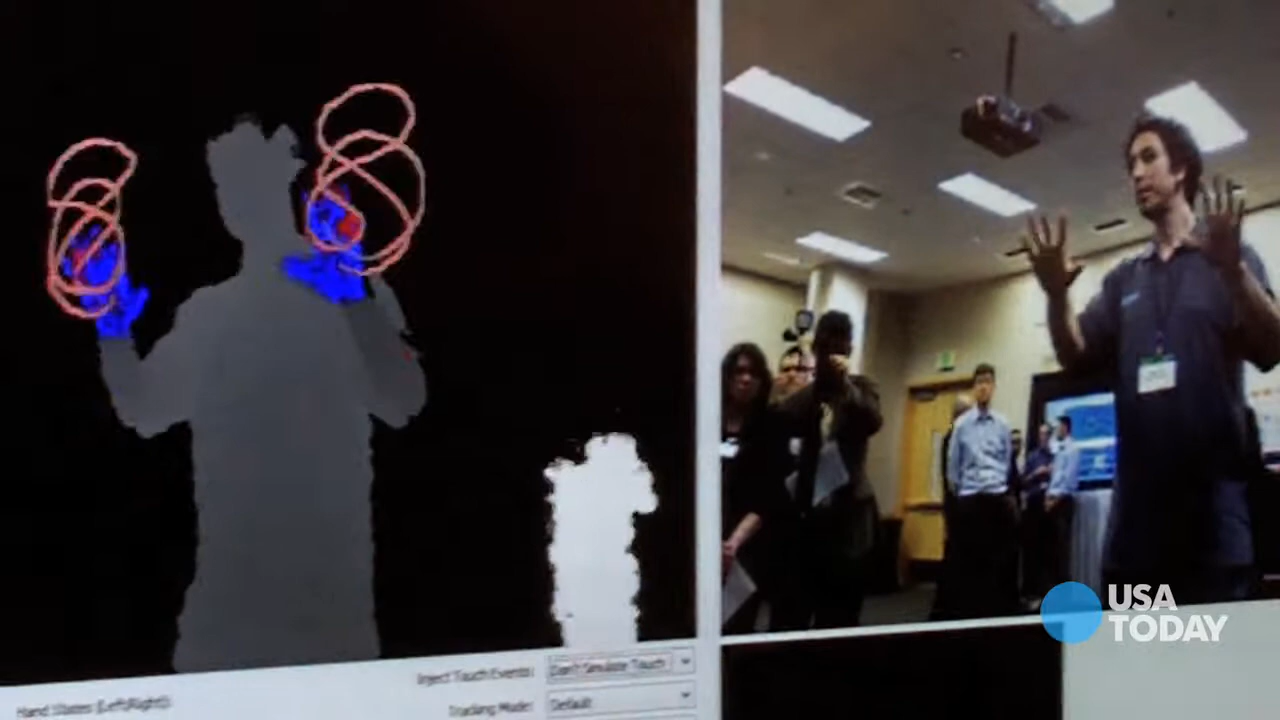 Inject Touch Events:
Don't Simulate Touch
Hand States (Left/Right):
Tracking Mode:
Default
USA
TODAY